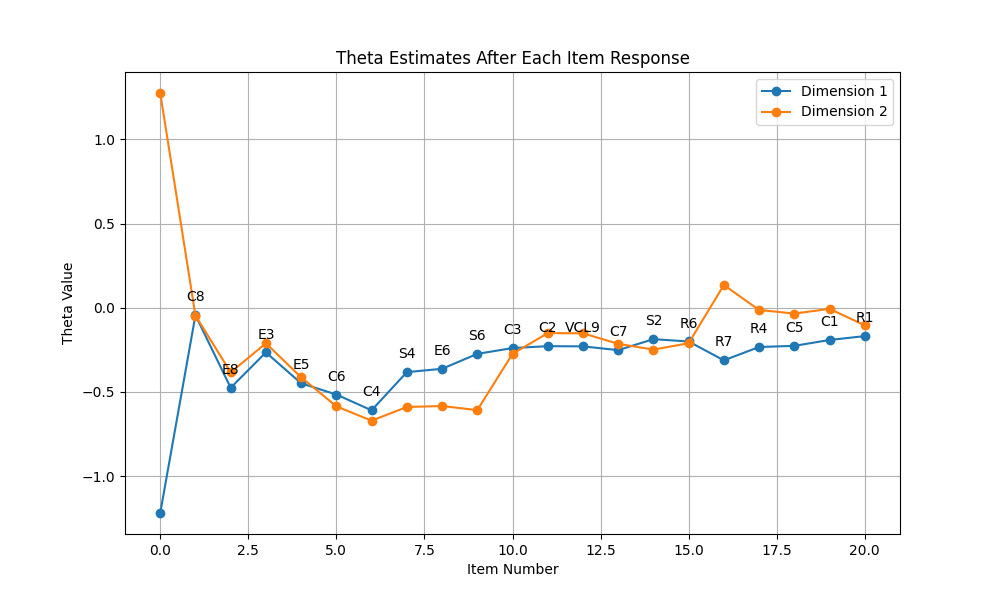 Theta Estimates After Each Item Response
Dimension 1
Dimension 2
Theta Value
1.0
0.5
0.0
−0.5
−1.0
C8
E8
E3
E5
C6
C4
S4
E6
S6
C3
C2
VCL9
C7
S2
R6
R7
R4
C5
C1
R1
0.0 2.5 5.0 7.5 10.0 12.5 15.0 17.5 20.0
Item Number